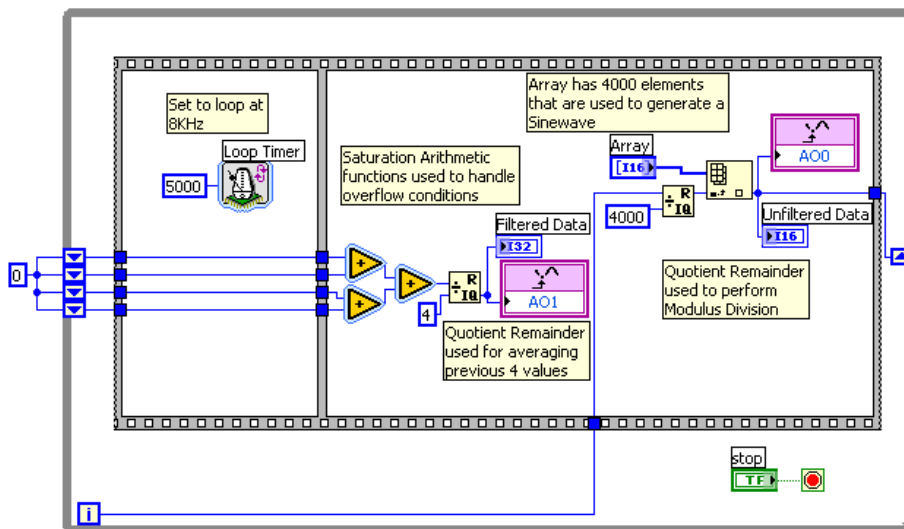 Set to loop at
8KHz
Loop Timer
5000
Saturation Arithmetic
functions used to handle
overflow conditions
Array has 4000 elements
that are used to generate a
Sinewave
Array
[I16]
AO0
R
IQ
4000
Unfiltered Data
I16
Filtered Data
I32
AO1
R
IQ
4
0
Quotient Remainder
used for averaging
previous 4 values
Quotient Remainder
used to perform
Modulus Division
stop
TF
i